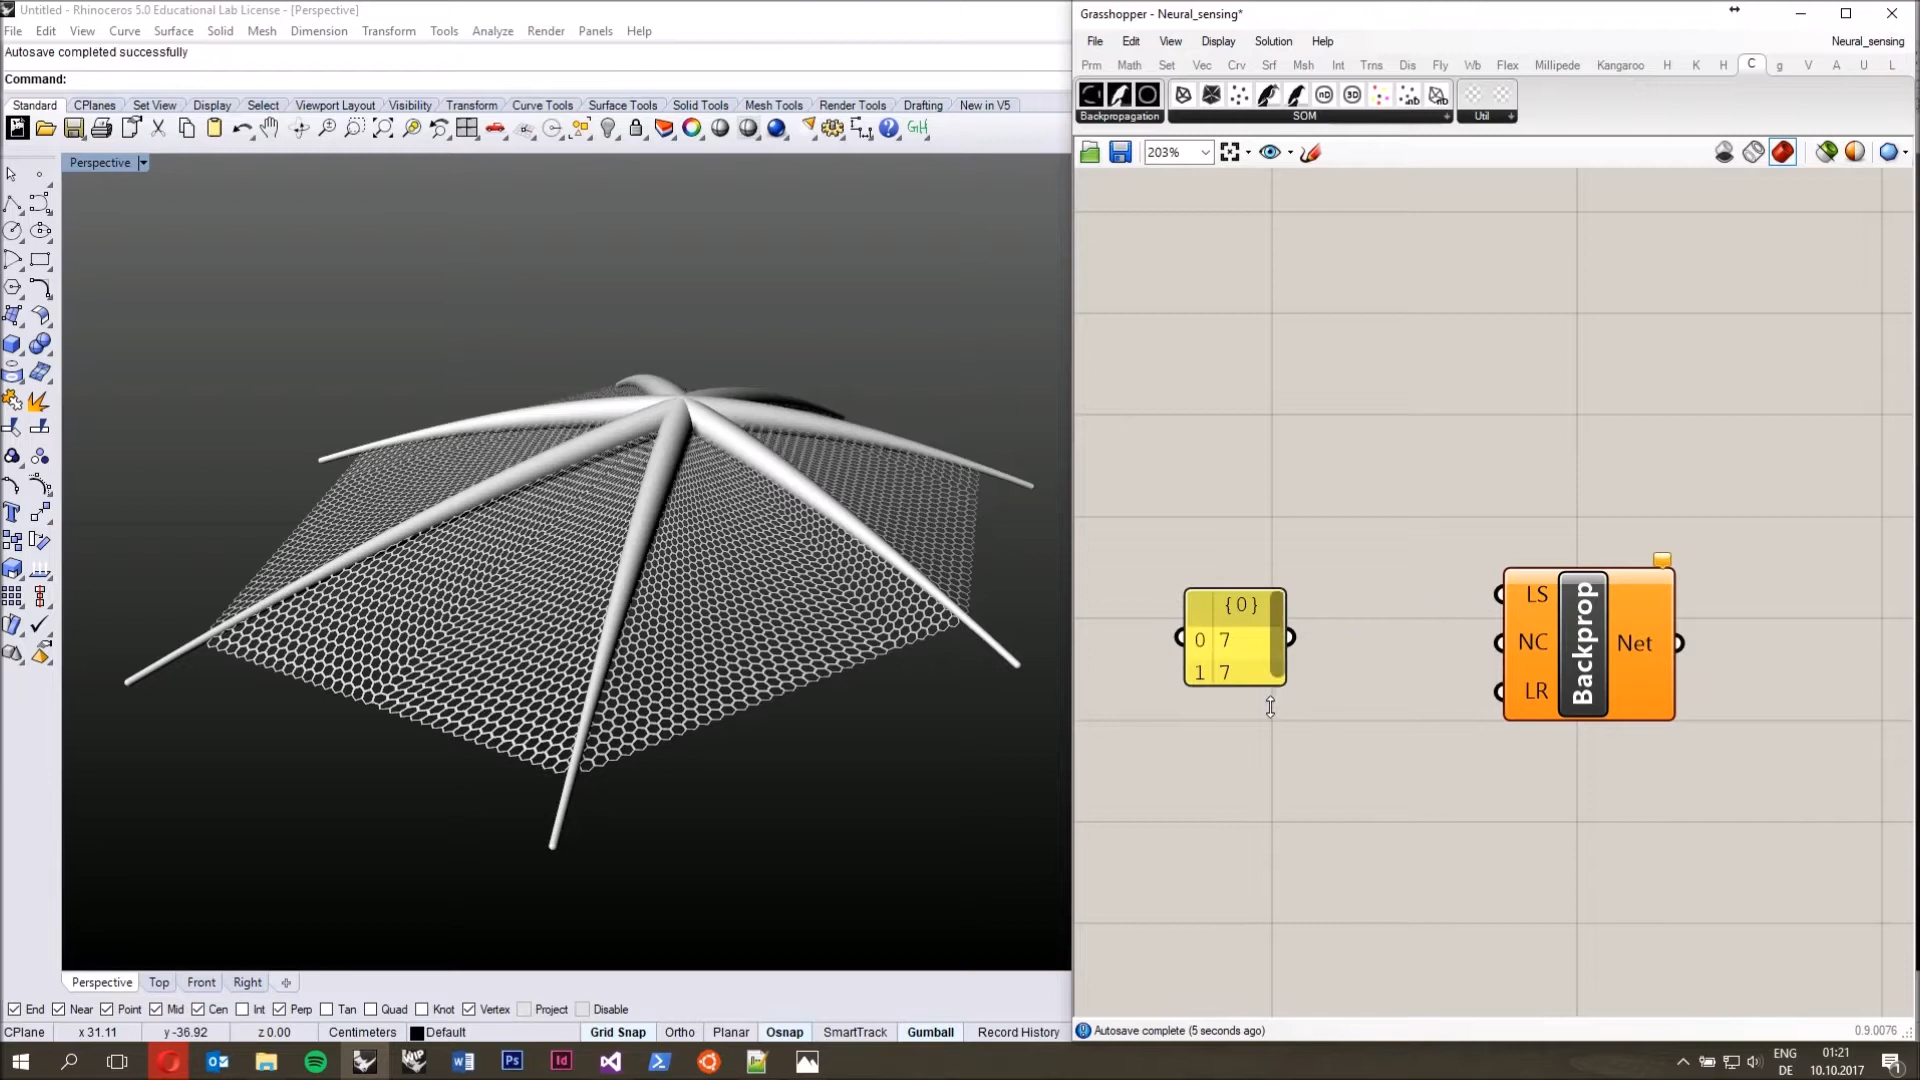 Untitled - Rhinoceros 5.0 Educational Lab License - [Perspective]
File Edit View Curve Surface Solid Mesh Dimension Transform Tools Analyze Render Panels Help
Autosave completed successfully
Command:
Standard CPlanes Set View Display Select Viewport Layout Visibility Transform Curve Tools Surface Tools Solid Tools Mesh Tools Render Tools Drafting New in V5
GH
Perspective
Perspective Top Front Right
End Near Point Mid Cen Int Perp Tan Quad Knot Vertex Project Disable
CPlane x 31.11 y -36.92 z 0.00 Centimeters Default Grid Snap Ortho Planar Osnap SmartTrack Gumball Record History
Grasshopper - Neural_sensing*
File Edit View Display Solution Help Neural_sensing
Prm Math Set Vec Crv Srf Msh Int Trns Dis Fly Wb Flex Millipede Kangaroo H K H C g V A U L
Backpropagation SOM Util
203%
{0}
0 7
1 7
LS
NC
LR
Backprop
Net
Autosave complete (5 seconds ago) 0.9.0076
W Ps Id
ENG
DE
01:21
10.10.2017